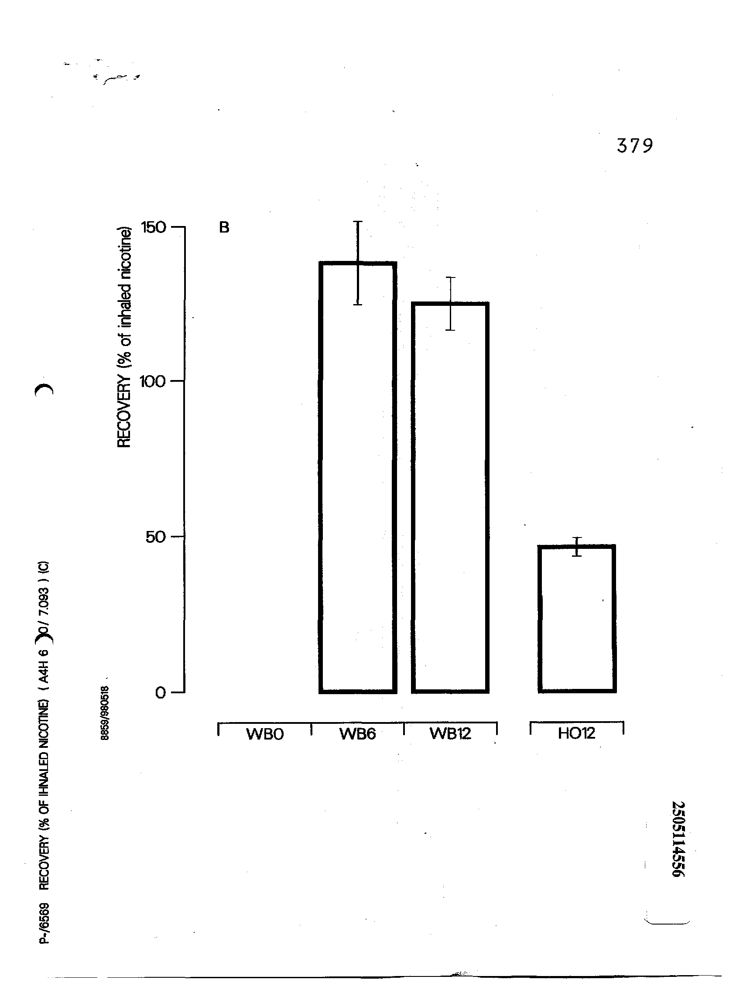 379
150
B
RECOVERY (% of inhaled nicotine)
100
50
0
WB0
WB6
WB12
HO12
8859/980518
P-/6569 RECOVERY (% OF IHNALED NICOTINE) ( A4H 6 0/ 7.093 ) (C)
2505114556